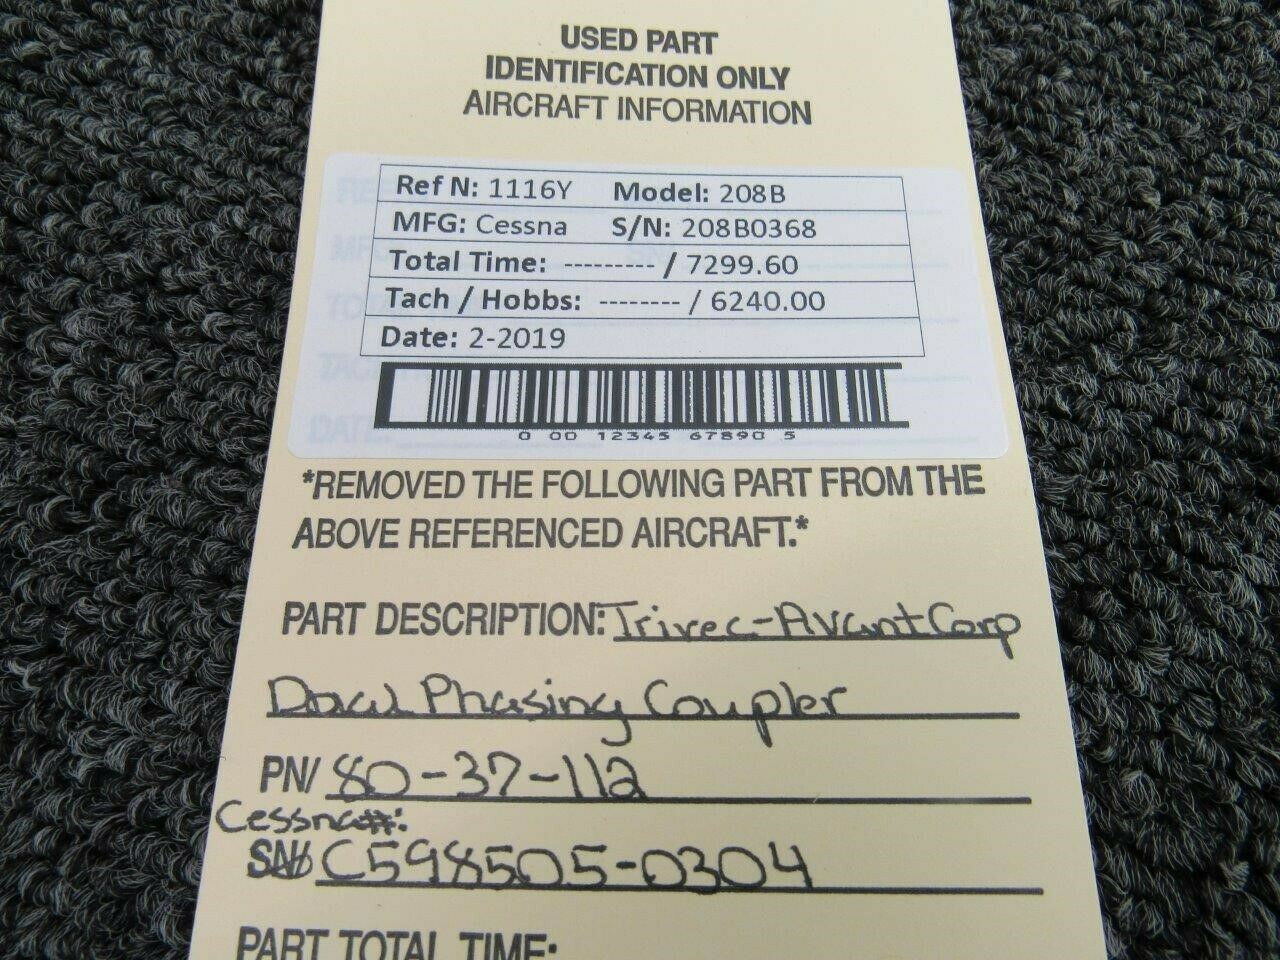 USED PART
IDENTIFICATION ONLY
AIRCRAFT INFORMATION
Ref N: 1116Y Model: 208B
MFG: Cessna S/N: 208B0368
Total Time: --------- / 7299.60
Tach / Hobbs: -------- / 6240.00
Date: 2-2019
0 00 12345 67890 5
*REMOVED THE FOLLOWING PART FROM THE
ABOVE REFERENCED AIRCRAFT.*
PART DESCRIPTION: Trivec-Avant Corp
Dual Phasing Coupler
PN/ 80-37-112
Cessna#:
SN/ C598505-0304
PART TOTAL TIME: